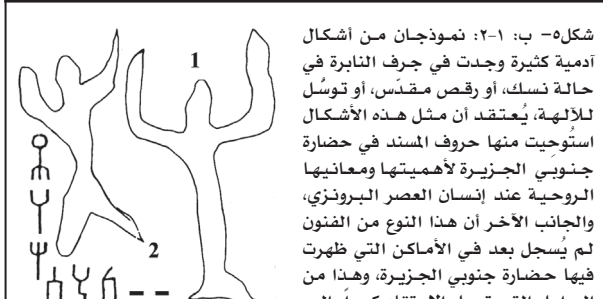 شكل٥- ب: ١-٢: نموذجان من أشكال
آدمية كثيرة وجدت في جرف النابرة في
حالة نسك، أو رقص مقدّس، أو توسُّل
للآلهة، يُعتقد أن مثل هذه الأشكال
استُوحِيت منها حروف المسند في حضارة
جنوبي الجزيرة لأهميتها ومعانيها
الروحية عند إنسان العصر البرونزي،
والجانب الآخر أن هذا النوع من الفنون
لم يُسجل بعد في الأماكن التي ظهرت
فيها حضارة جنوبي الجزيرة، وهذا من
1
2